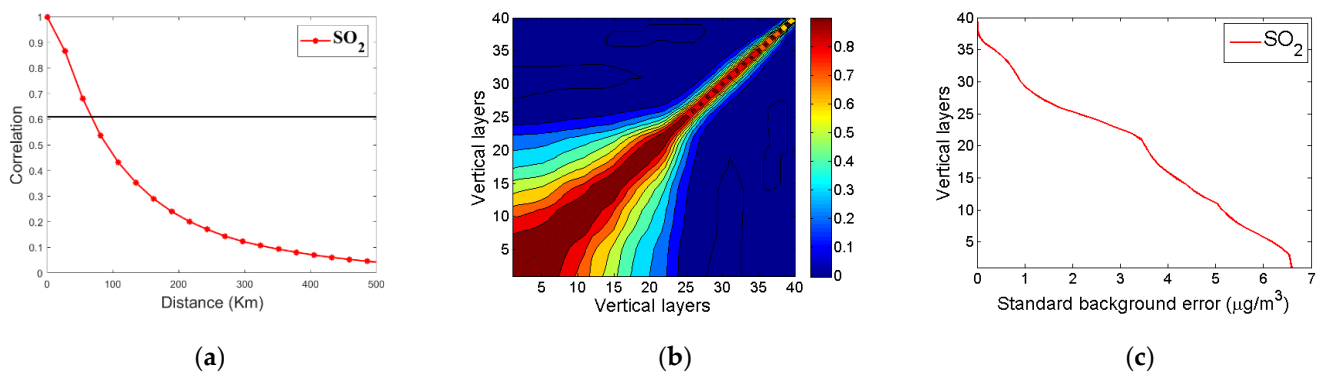 SO2
1
0.9
0.8
0.7
0.6
0.5
0.4
0.3
0.2
0.1
0
0 100 200 300 400 500
Correlation
Distance (Km)
(a)
40
35
30
25
20
15
10
5
5 10 15 20 25 30 35 40
Vertical layers
Vertical layers
0.8
0.7
0.6
0.5
0.4
0.3
0.2
0.1
0
(b)
SO2
40
35
30
25
20
15
10
5
0 1 2 3 4 5 6 7
Vertical layers
Standard background error (μg/m3)
(c)